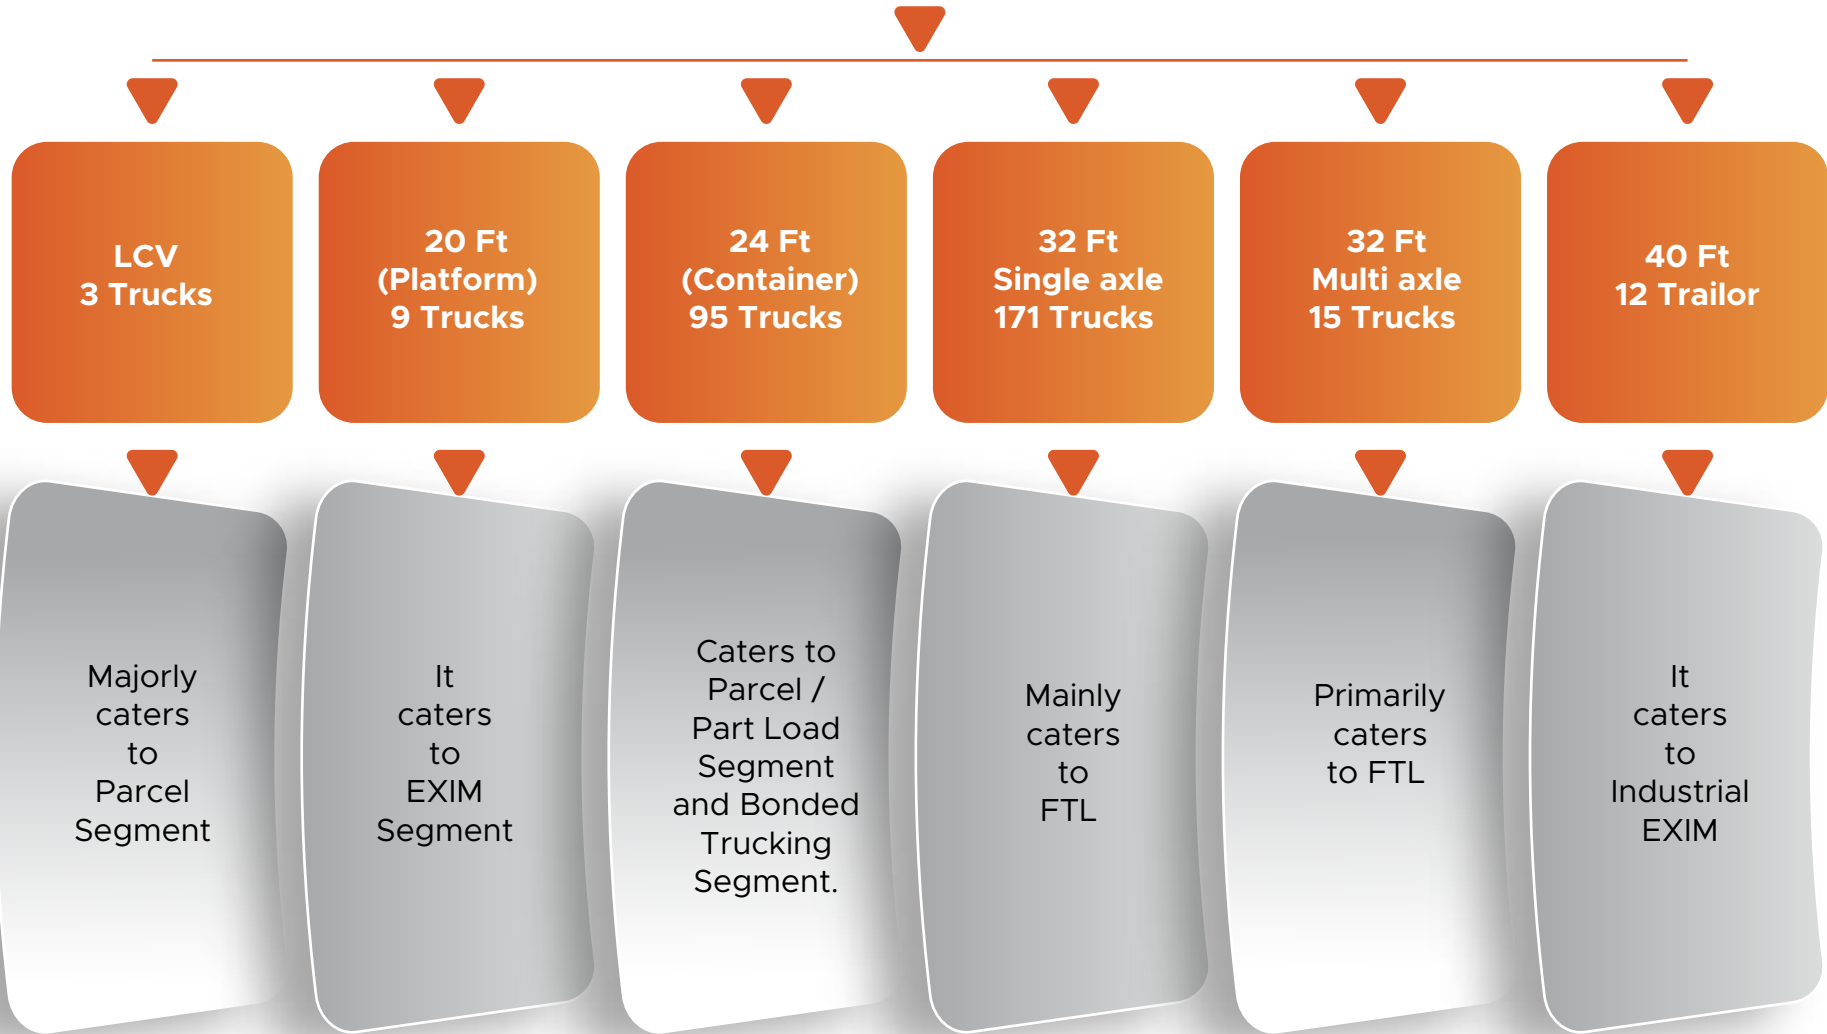 LCV
3 Trucks
20 Ft
(Platform)
9 Trucks
24 Ft
(Container)
95 Trucks
32 Ft
Single axle
171 Trucks
32 Ft
Multi axle
15 Trucks
40 Ft
12 Trailor
Majorly
caters
to
Parcel
Segment
It
caters
to
EXIM
Segment
Caters to
Parcel /
Part Load
Segment
and Bonded
Trucking
Segment.
Mainly
caters
to
FTL
Primarily
caters
to FTL
It
caters
to
Industrial
EXIM